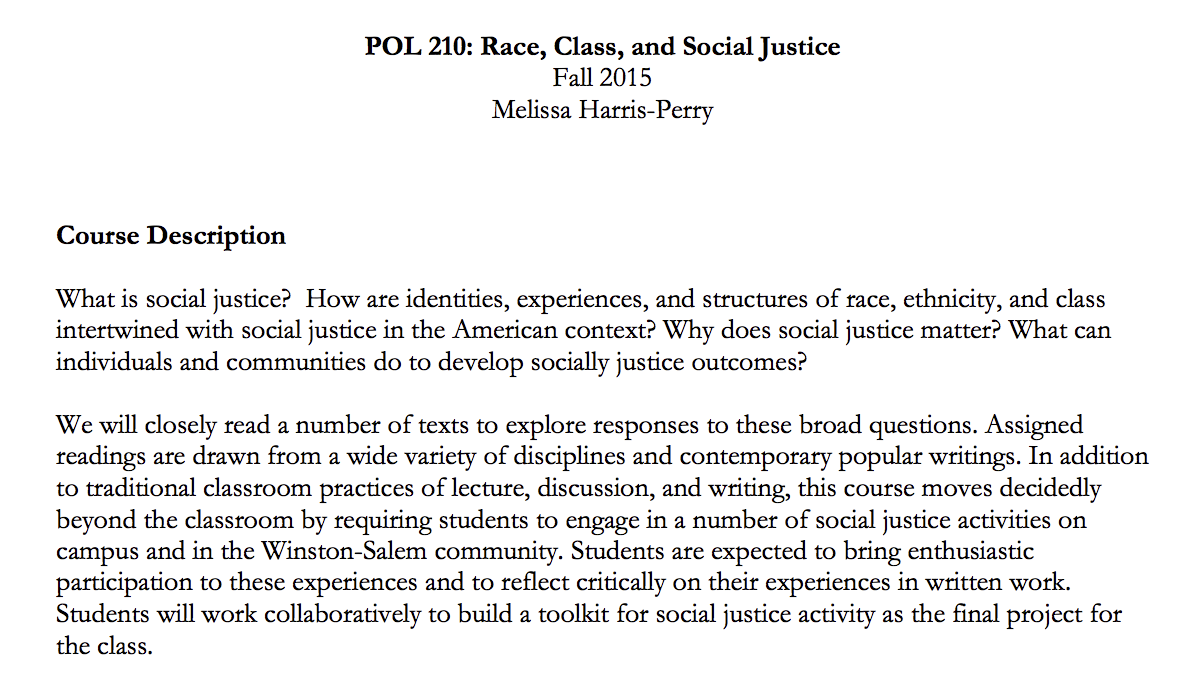 POL 210: Race, Class, and Social Justice
Fall 2015
Melissa Harris-Perry
Course Description
What is social justice?  How are identities, experiences, and structures of race, ethnicity, and class
intertwined with social justice in the American context? Why does social justice matter? What can
individuals and communities do to develop socially justice outcomes?
We will closely read a number of texts to explore responses to these broad questions. Assigned
readings are drawn from a wide variety of disciplines and contemporary popular writings. In addition
to traditional classroom practices of lecture, discussion, and writing, this course moves decidedly
beyond the classroom by requiring students to engage in a number of social justice activities on
campus and in the Winston-Salem community. Students are expected to bring enthusiastic
participation to these experiences and to reflect critically on their experiences in written work.
Students will work collaboratively to build a toolkit for social justice activity as the final project for
the class.